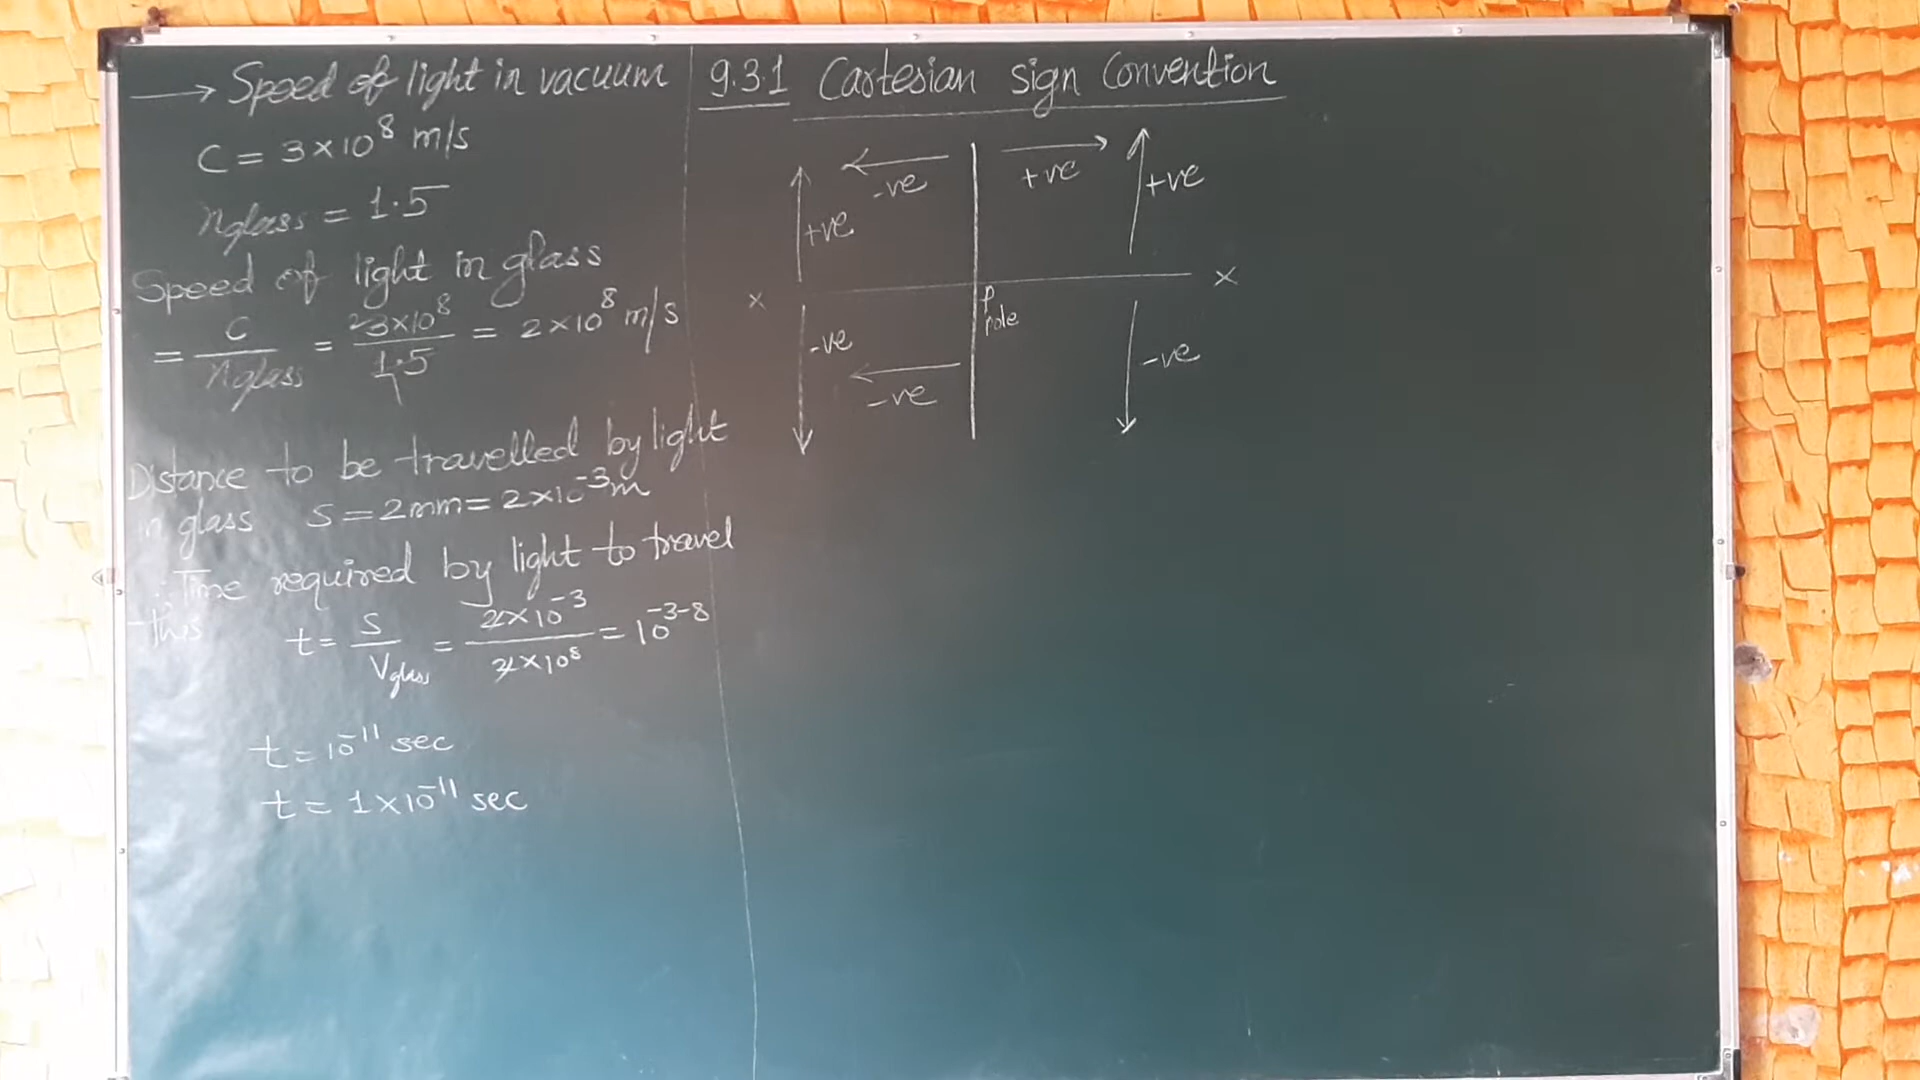 → Speed of light in vacuum
C = 3×10⁸ m/s
nglass = 1.5
Speed of light in glass
= C/nglass = 23×10⁸/1.5 = 2×10⁸ m/s
1
Distance to be travelled by light
in glass S = 2mm = 2×10⁻³m
∴ Time required by light to travel
this t = S/Vglass = 2×10⁻³/2×10⁸ = 10⁻³⁻⁸
t = 10⁻¹¹ sec
t = 1×10⁻¹¹ sec
9.3.1 Cartesian Sign Convention
-ve +ve +ve
+ve
× ×
P
pole
-ve -ve
-ve